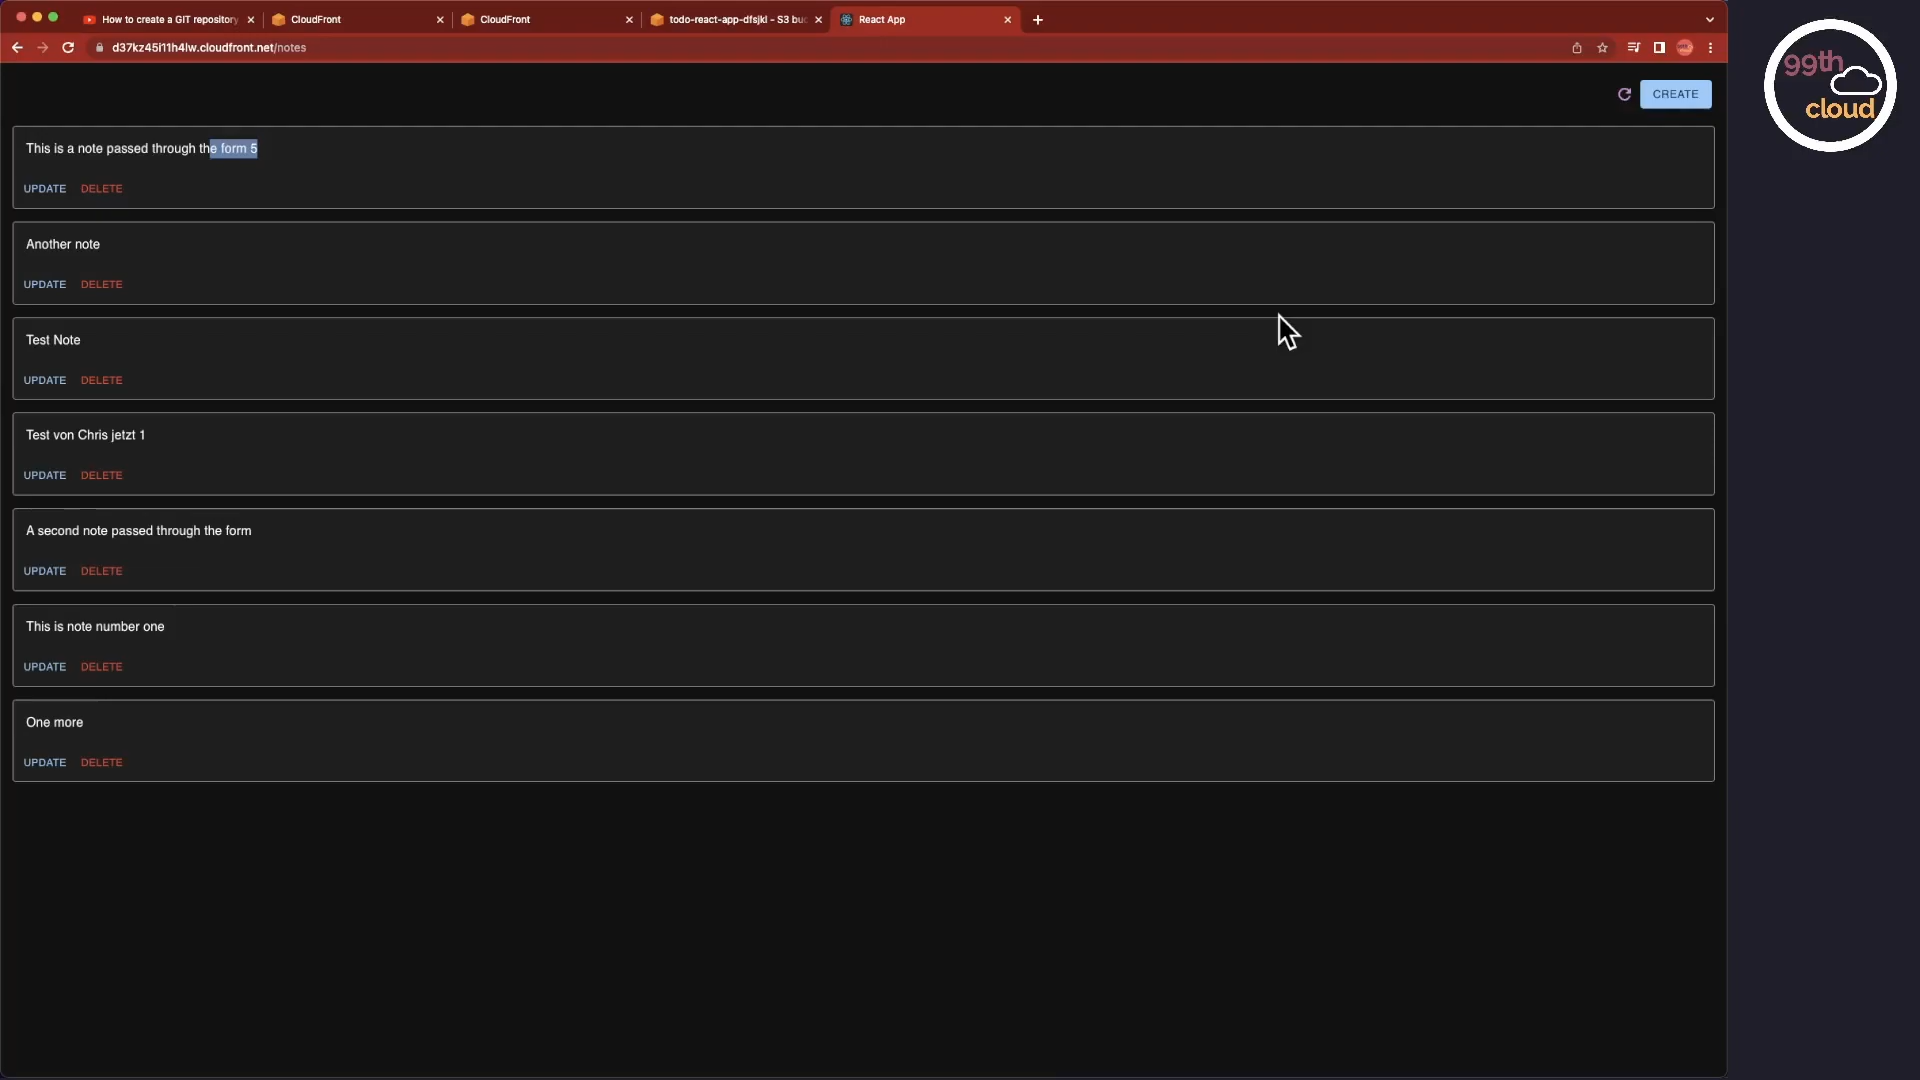 How to create a GIT repository
CloudFront
CloudFront
todo-react-app-dfsjkl - S3 buc
React App
d37kz45i11h4lw.cloudfront.net/notes
99th
cloud
CREATE
This is a note passed through the form 5
UPDATE DELETE
Another note
UPDATE DELETE
Test Note
UPDATE DELETE
Test von Chris jetzt 1
UPDATE DELETE
A second note passed through the form
UPDATE DELETE
This is note number one
UPDATE DELETE
One more
UPDATE DELETE